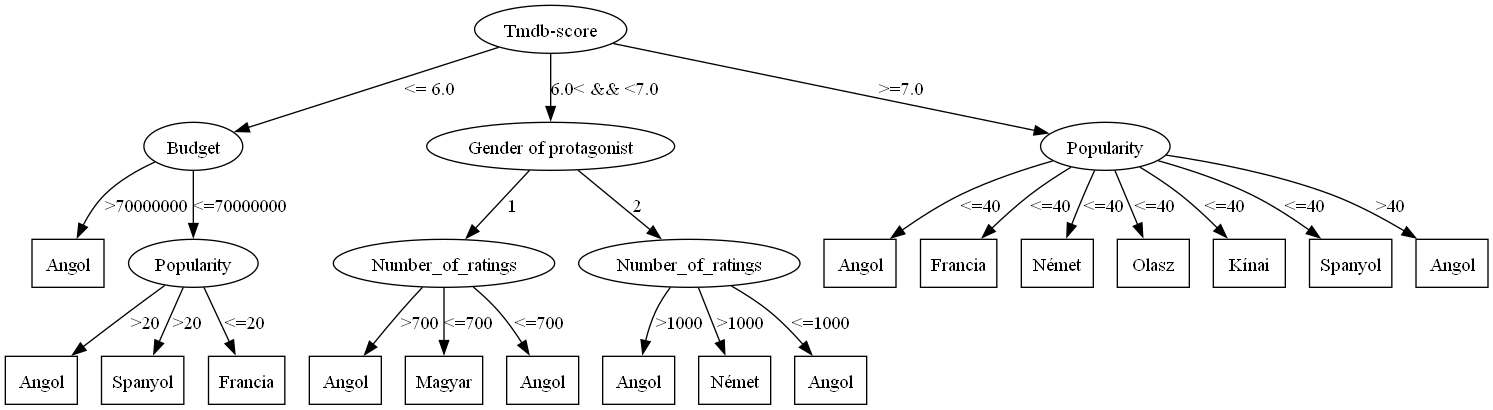 Tmdb-score
<= 6.0
6.0< && <7.0
>=7.0
Budget
Gender of protagonist
Popularity
>70000000
<=70000000
1
2
<=40
<=40
<=40
<=40
<=40
<=40
>40
Angol
Popularity
Number_of_ratings
Number_of_ratings
Angol
Francia
Német
Olasz
Kínai
Spanyol
Angol
>20
>20
<=20
>700
<=700
<=700
>1000
>1000
<=1000
Angol
Spanyol
Francia
Angol
Magyar
Angol
Angol
Német
Angol